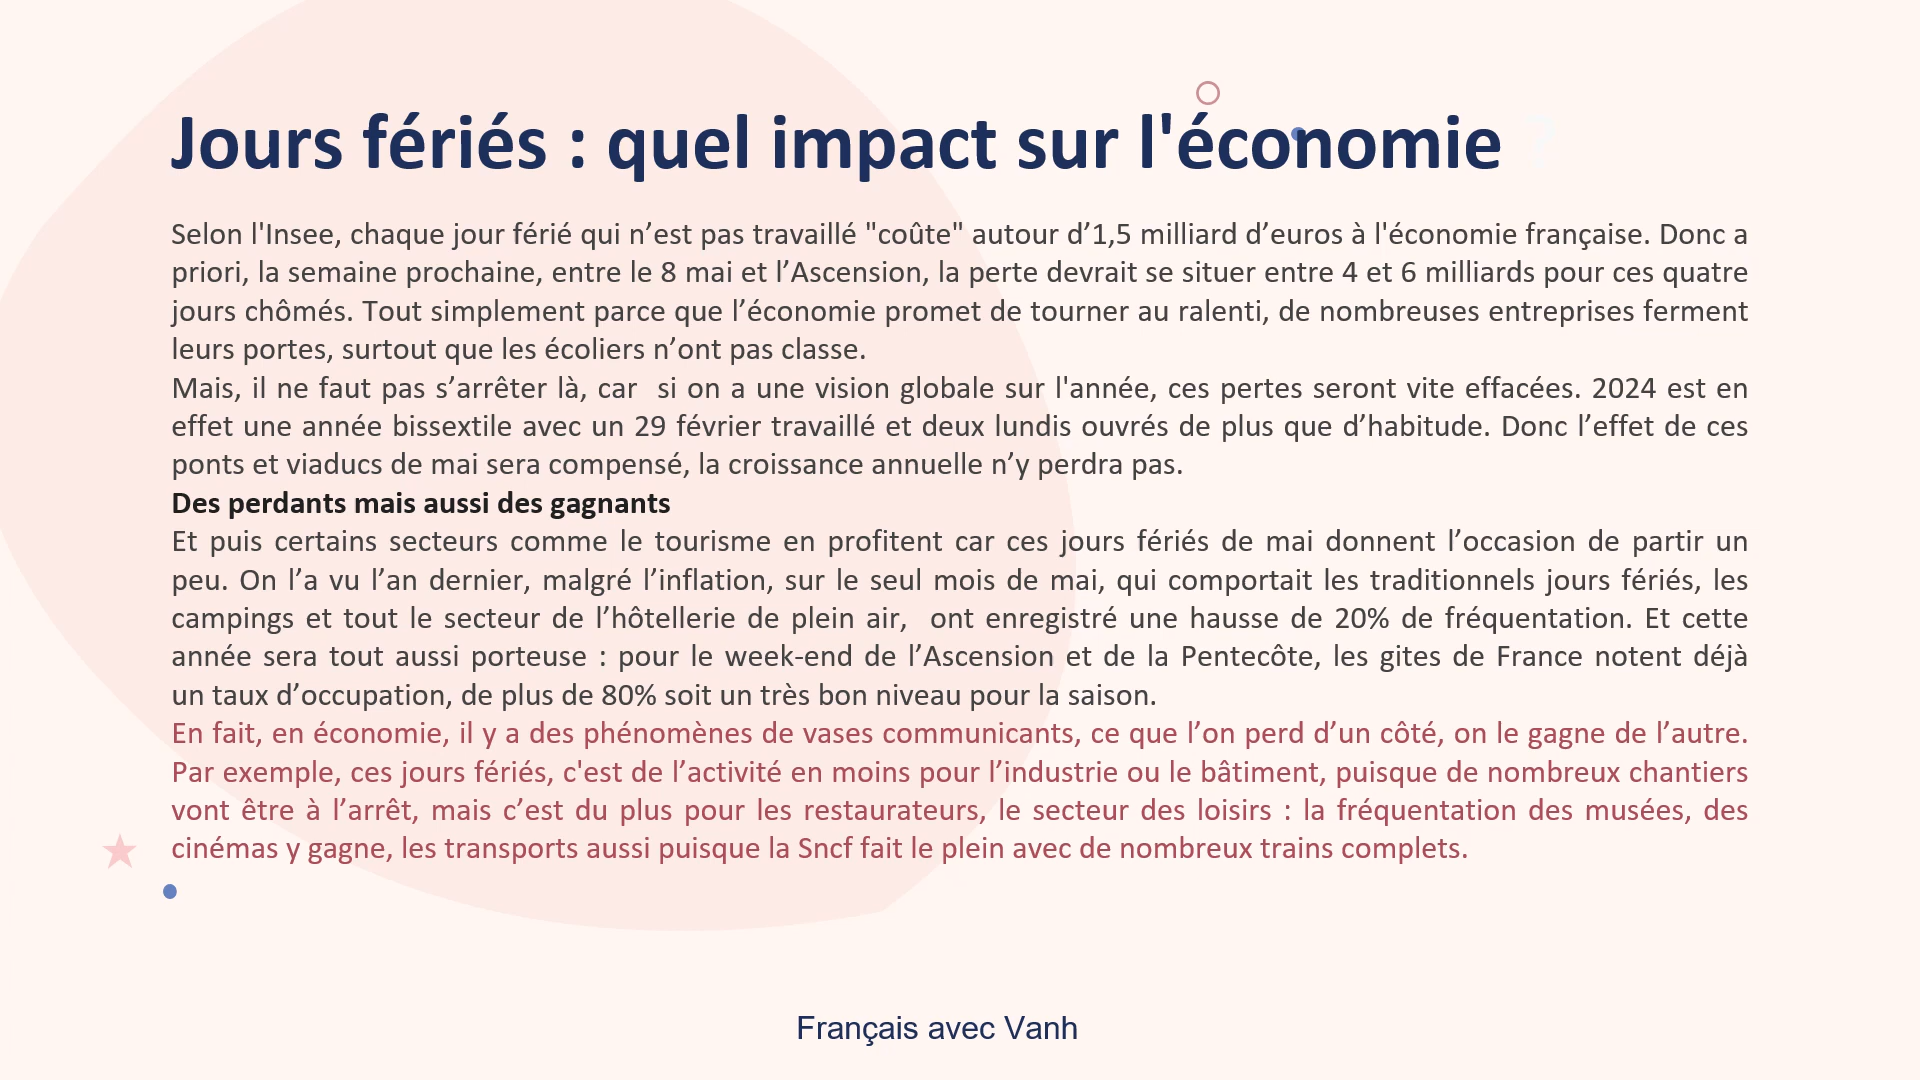 Jours fériés : quel impact sur l'économie ?
Selon l'Insee, chaque jour férié qui n’est pas travaillé "coûte" autour d’1,5 milliard d’euros à l'économie française. Donc a
priori, la semaine prochaine, entre le 8 mai et l’Ascension, la perte devrait se situer entre 4 et 6 milliards pour ces quatre
jours chômés. Tout simplement parce que l’économie promet de tourner au ralenti, de nombreuses entreprises ferment
leurs portes, surtout que les écoliers n’ont pas classe.
Mais, il ne faut pas s’arrêter là, car  si on a une vision globale sur l'année, ces pertes seront vite effacées. 2024 est en
effet une année bissextile avec un 29 février travaillé et deux lundis ouvrés de plus que d’habitude. Donc l’effet de ces
ponts et viaducs de mai sera compensé, la croissance annuelle n’y perdra pas.
Des perdants mais aussi des gagnants
Et puis certains secteurs comme le tourisme en profitent car ces jours fériés de mai donnent l’occasion de partir un
peu. On l’a vu l’an dernier, malgré l’inflation, sur le seul mois de mai, qui comportait les traditionnels jours fériés, les
campings et tout le secteur de l’hôtellerie de plein air,  ont enregistré une hausse de 20% de fréquentation. Et cette
année sera tout aussi porteuse : pour le week-end de l’Ascension et de la Pentecôte, les gites de France notent déjà
un taux d’occupation, de plus de 80% soit un très bon niveau pour la saison.
En fait, en économie, il y a des phénomènes de vases communicants, ce que l’on perd d’un côté, on le gagne de l’autre.
Par exemple, ces jours fériés, c'est de l’activité en moins pour l’industrie ou le bâtiment, puisque de nombreux chantiers
vont être à l’arrêt, mais c’est du plus pour les restaurateurs, le secteur des loisirs : la fréquentation des musées, des
cinémas y gagne, les transports aussi puisque la Sncf fait le plein avec de nombreux trains complets.
Français avec Vanh